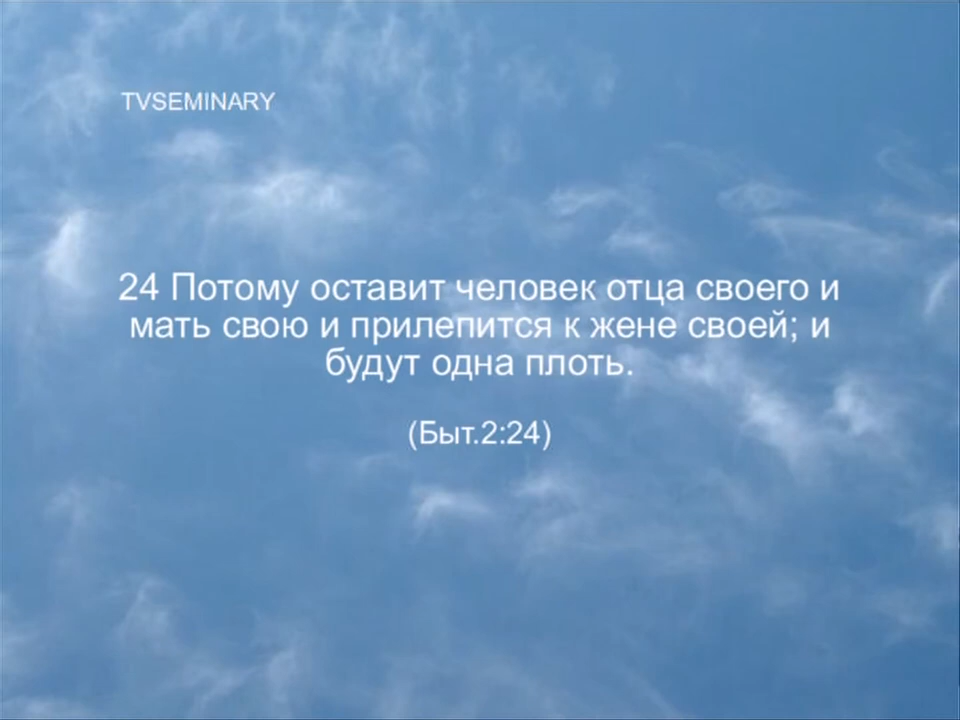 TVSEMINARY
24 Потому оставит человек отца своего и
мать свою и прилепится к жене своей; и
будут одна плоть.
(Быт.2:24)